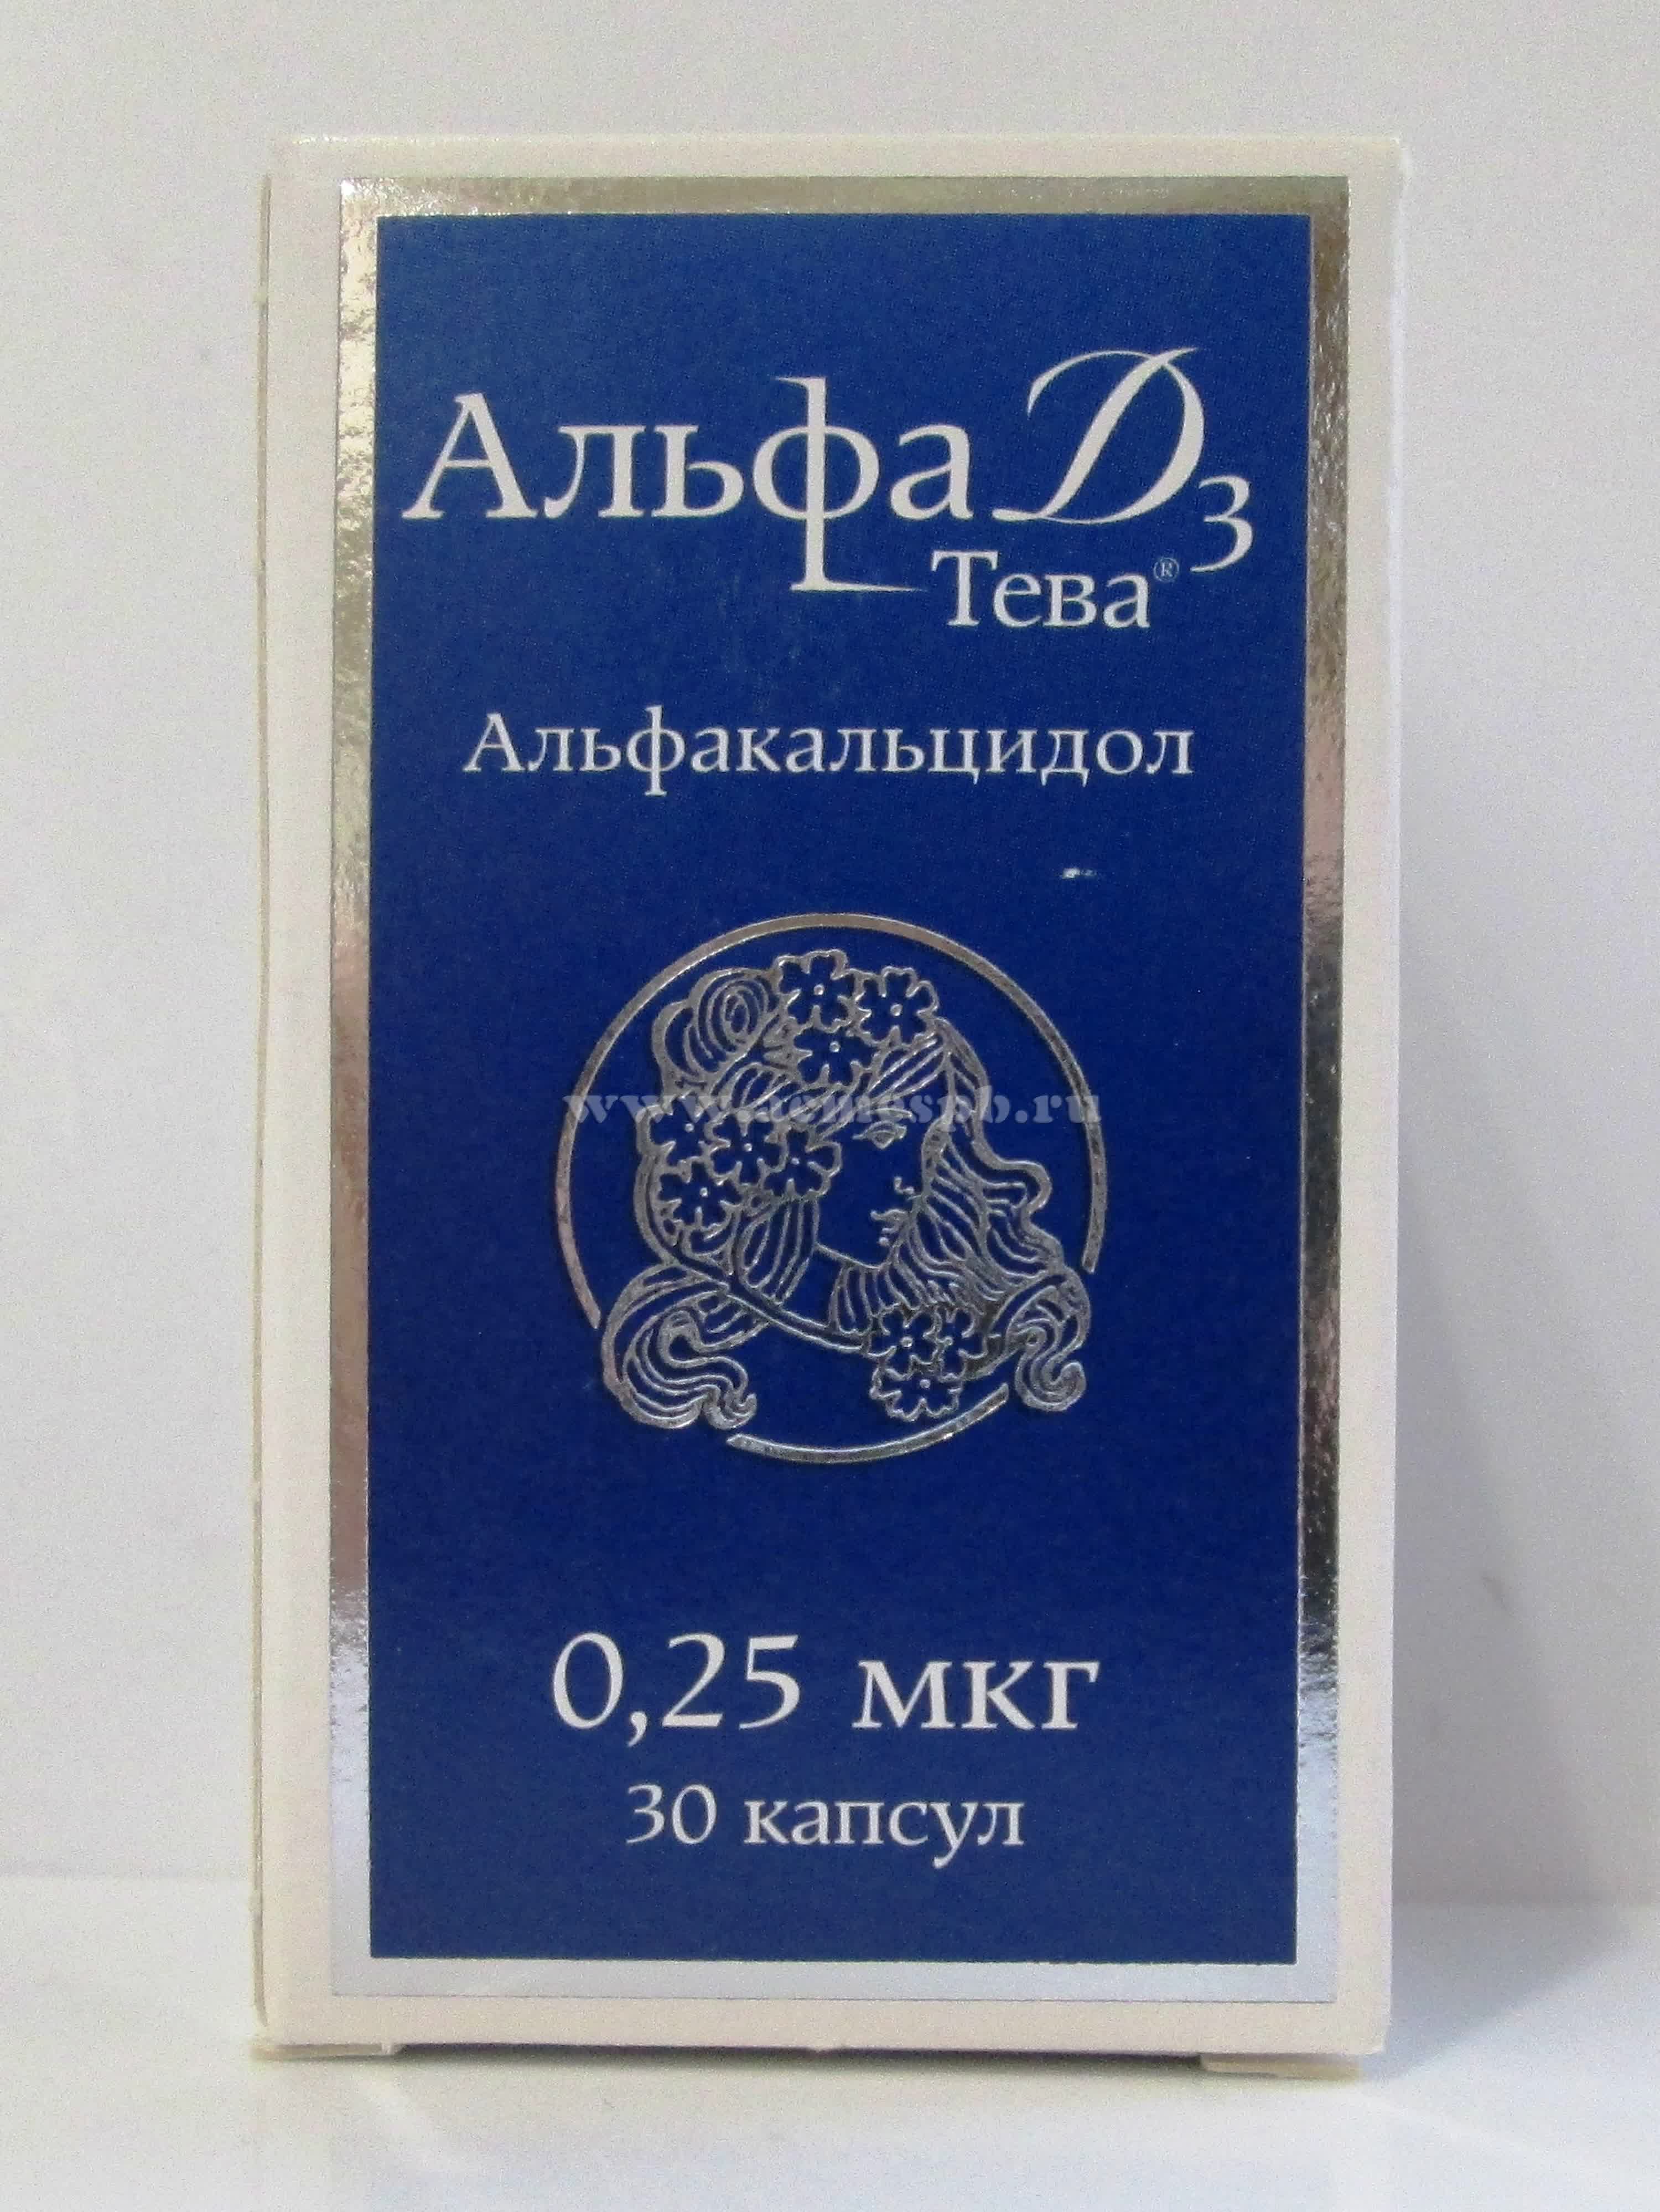 Альфа D3
Тева®
Альфакальцидол
0,25 мкг
30 капсул